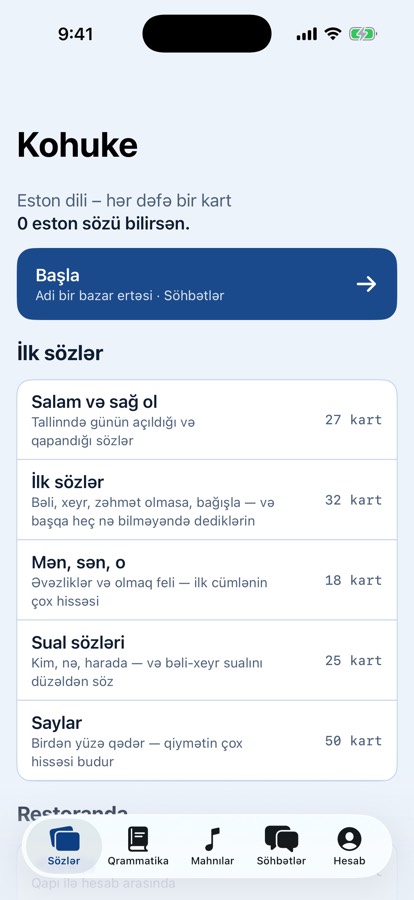 9:41
Kohuke
Eston dili – hər dəfə bir kart
0 eston sözü bilirsən.
Başla
Adi bir bazar ertəsi · Söhbətlər
İlk sözlər
Salam və sağ ol
Tallinndə günün açıldığı və
qapandığı sözlər
27 kart
İlk sözlər
Bəli, xeyr, zəhmət olmasa, bağışla — və
başqa heç nə bilməyəndə dediklərin
32 kart
Mən, sən, o
Əvəzliklər və olmaq feli — ilk cümlənin
çox hissəsi
18 kart
Sual sözləri
Kim, nə, harada — və bəli-xeyr sualını
düzəldən söz
25 kart
Saylar
Birdən yüzə qədər — qiymətin çox
hissəsi budur
50 kart
Restoranda
Qapı ilə hesab arasında
Sözlər
Qrammatika
Mahnılar
Söhbətlər
Hesab